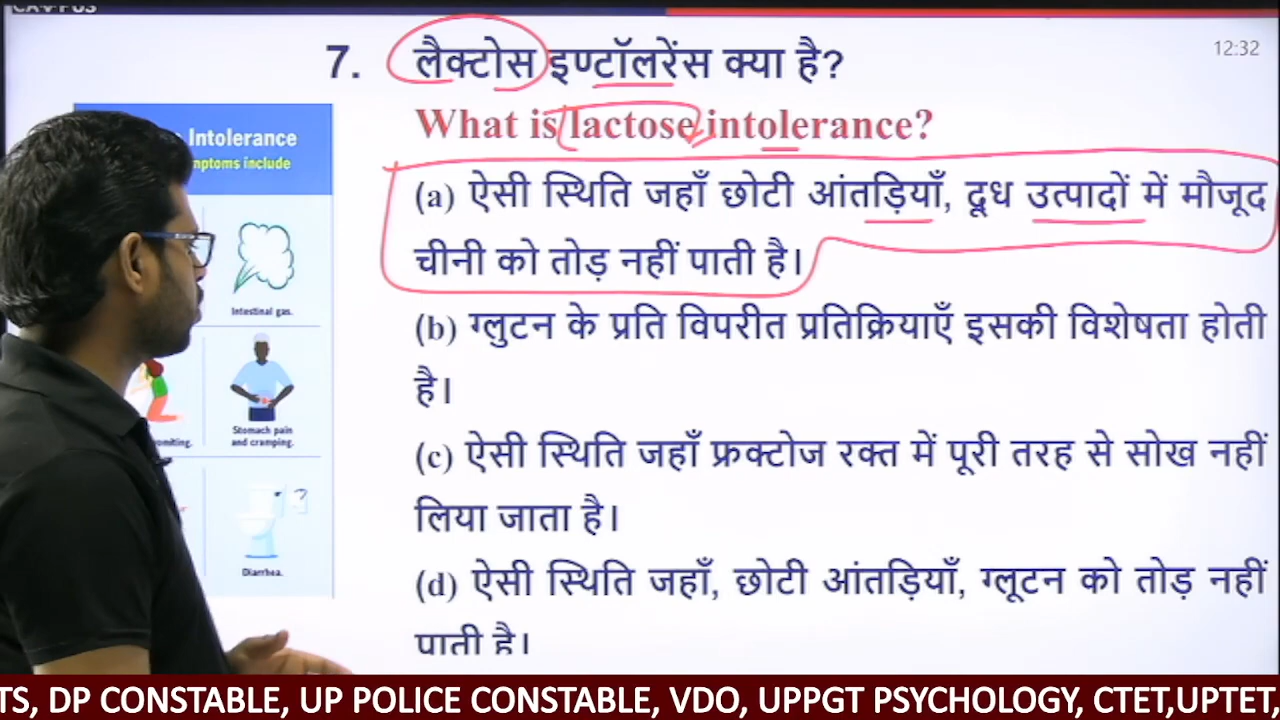 12:32
7. लैक्टोस इण्टॉलरेंस क्या है?
What is lactose intolerance?
(a) ऐसी स्थिति जहाँ छोटी आंतड़ियाँ, दूध उत्पादों में मौजूद
चीनी को तोड़ नहीं पाती है।
(b) ग्लुटन के प्रति विपरीत प्रतिक्रियाएँ इसकी विशेषता होती
है।
(c) ऐसी स्थिति जहाँ फ्रक्टोज रक्त में पूरी तरह से सोख नहीं
लिया जाता है।
(d) ऐसी स्थिति जहाँ, छोटी आंतड़ियाँ, ग्लूटन को तोड़ नहीं
पाती है।
Intolerance
include
Intestinal gas.
Stomach pain
and cramping.
Diarrhea.
DP CONSTABLE, UP POLICE CONSTABLE, VDO, UPPGT PSYCHOLOGY, CTET,UPTET,